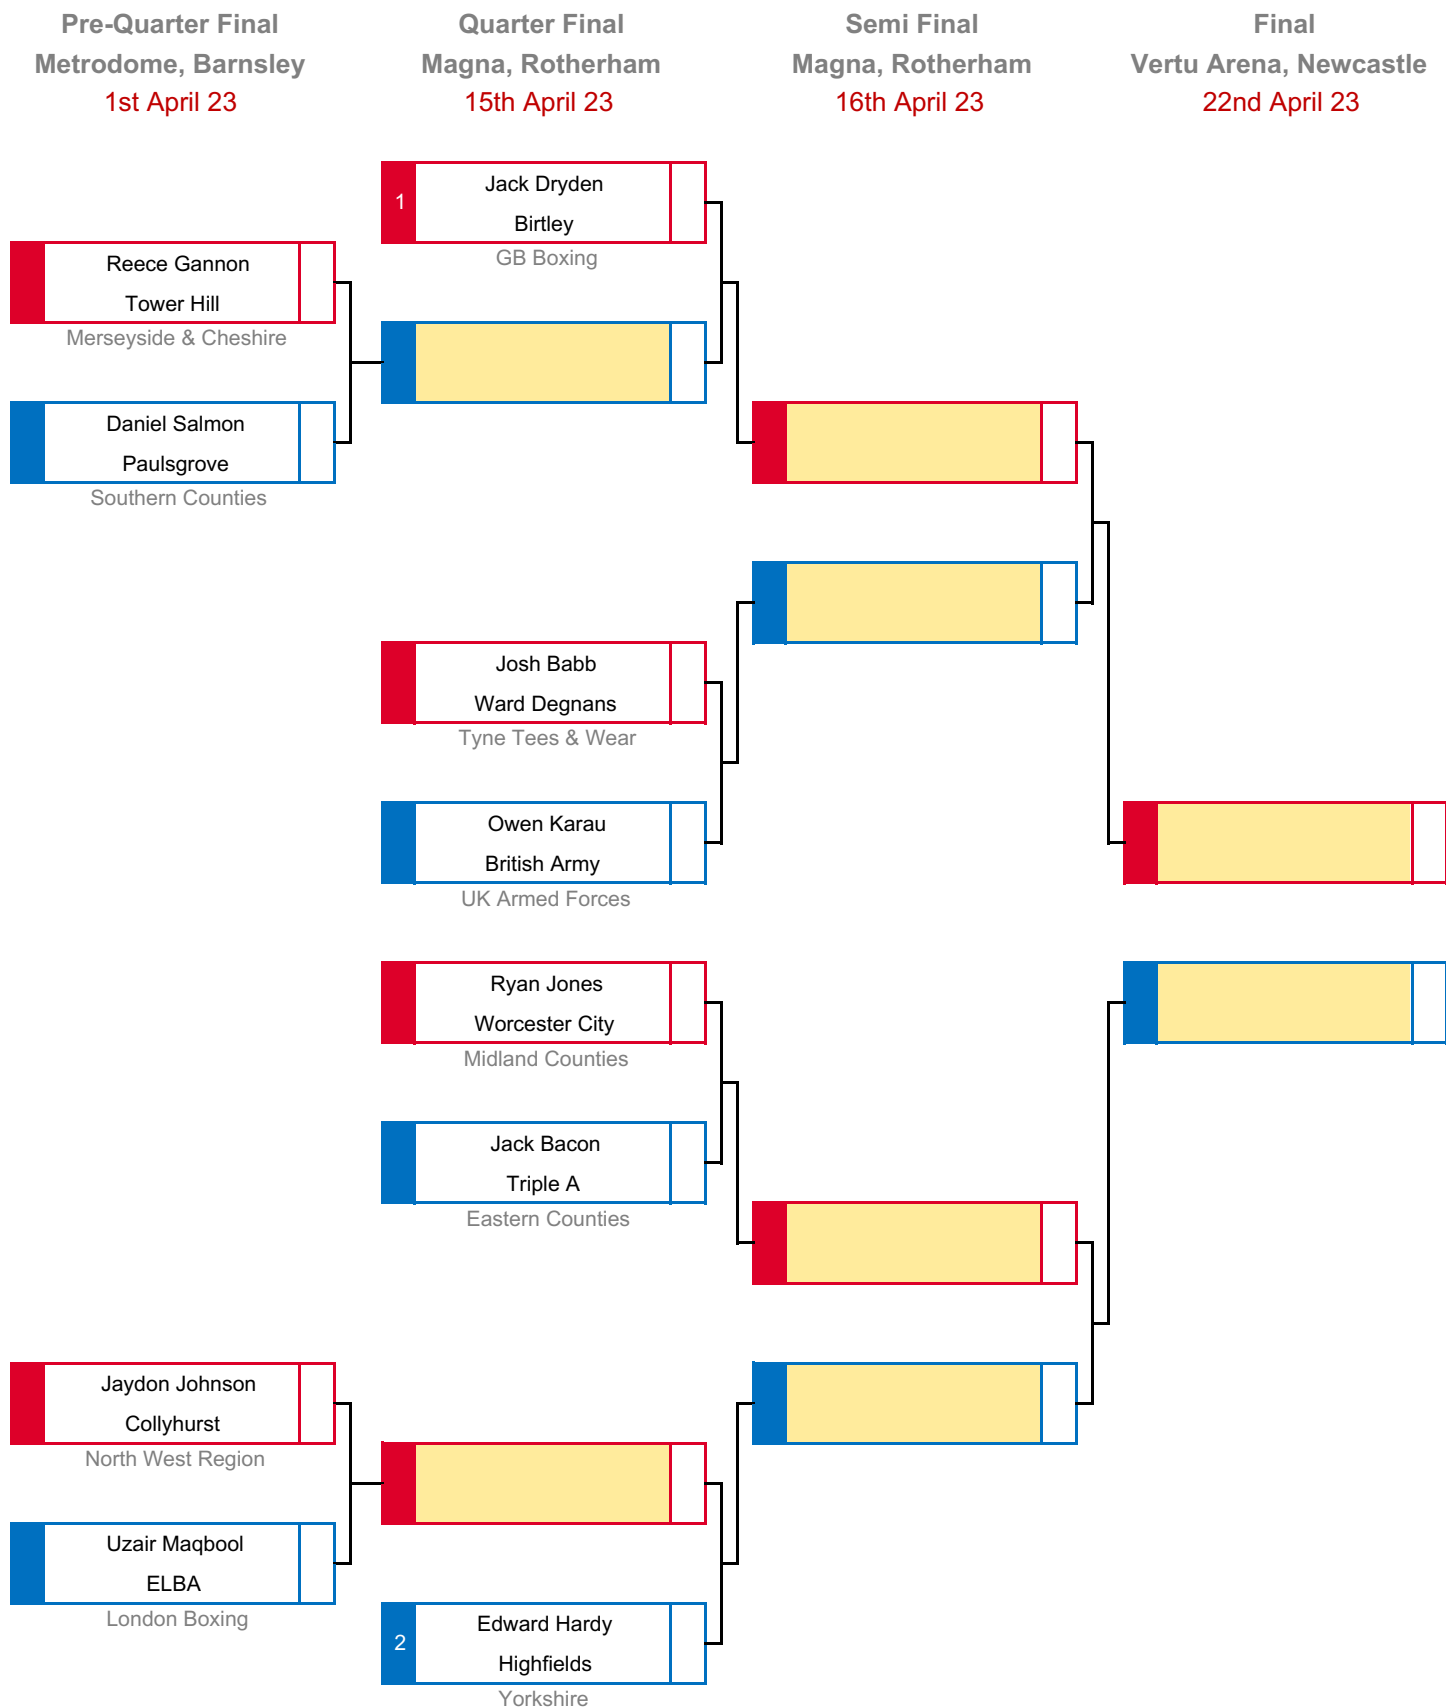 Pre-Quarter Final
Metrodome, Barnsley
1st April 23
Quarter Final
Magna, Rotherham
15th April 23
Semi Final
Magna, Rotherham
16th April 23
Final
Vertu Arena, Newcastle
22nd April 23
Reece Gannon
Tower Hill
Merseyside & Cheshire
Daniel Salmon
Paulsgrove
Southern Counties
Jaydon Johnson
Collyhurst
North West Region
Uzair Maqbool
ELBA
London Boxing
1
Jack Dryden
Birtley
GB Boxing
Josh Babb
Ward Degnans
Tyne Tees & Wear
Owen Karau
British Army
UK Armed Forces
Ryan Jones
Worcester City
Midland Counties
Jack Bacon
Triple A
Eastern Counties
2
Edward Hardy
Highfields
Yorkshire